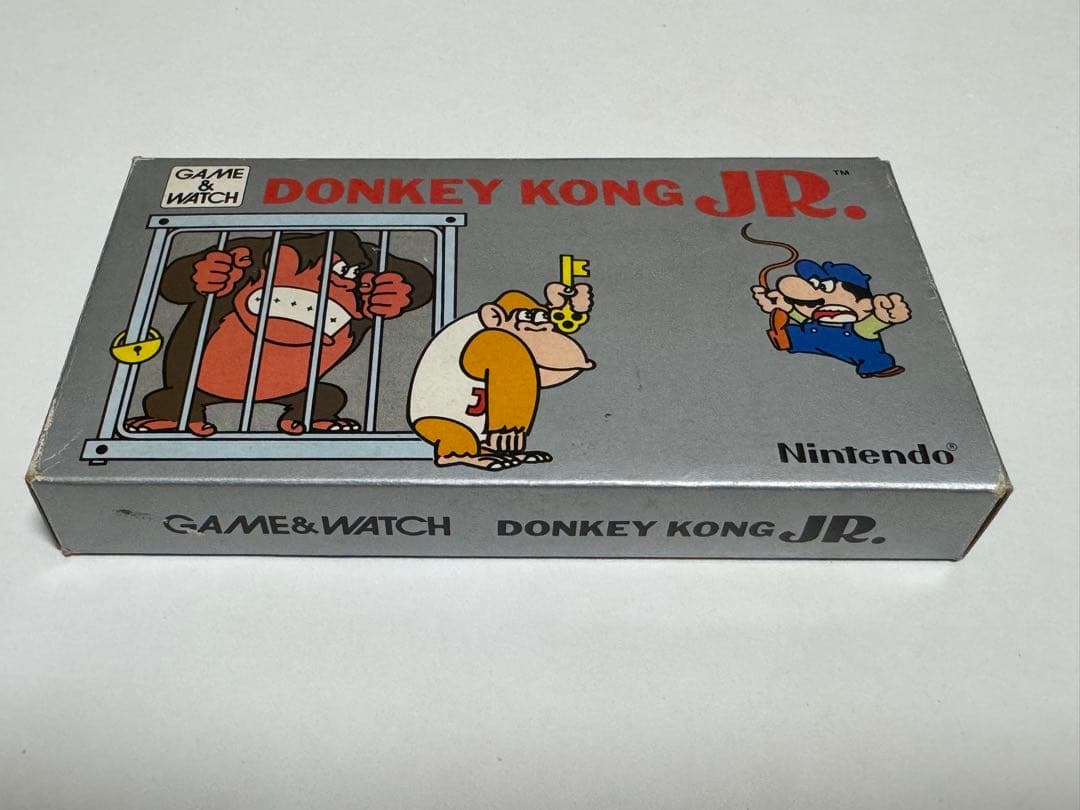 GAME
&
WATCH
DONKEY KONG JR.™
J
Nintendo®
GAME&WATCH DONKEY KONG JR.